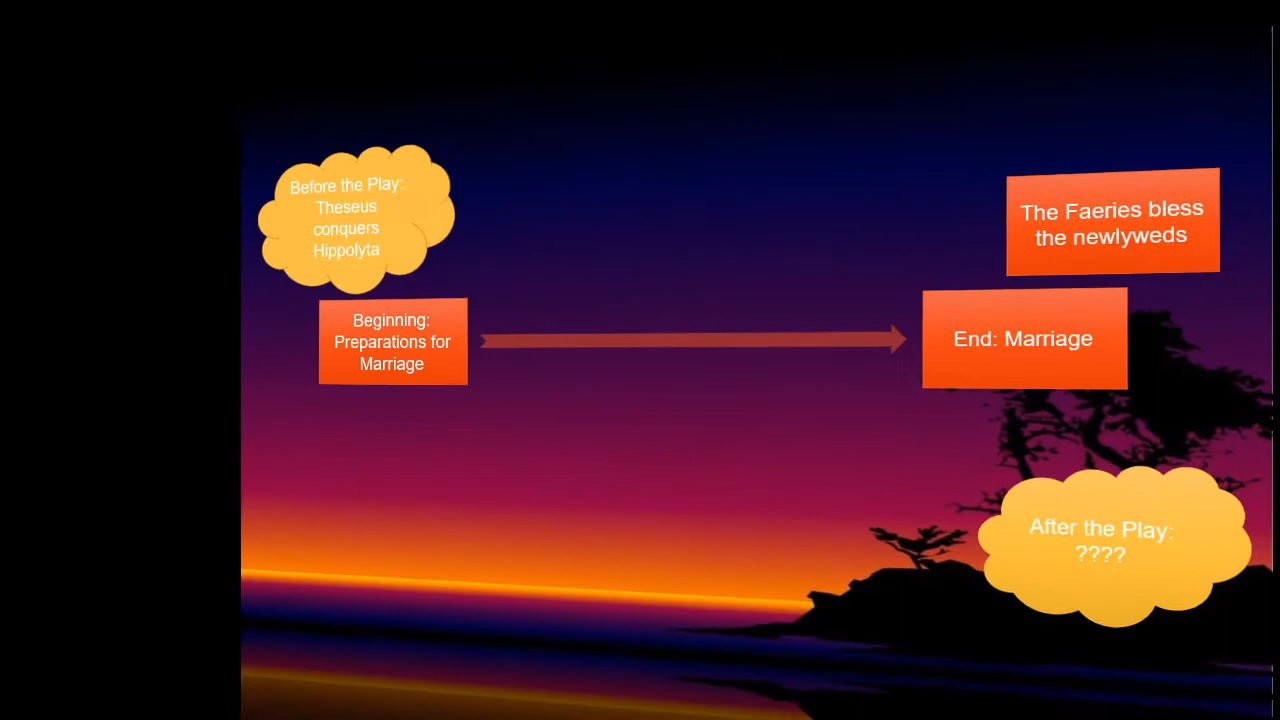 Before the Play:
Theseus
conquers
Hippolyta
Beginning:
Preparations for
Marriage
The Faeries bless
the newlyweds
End: Marriage
After the Play:
????